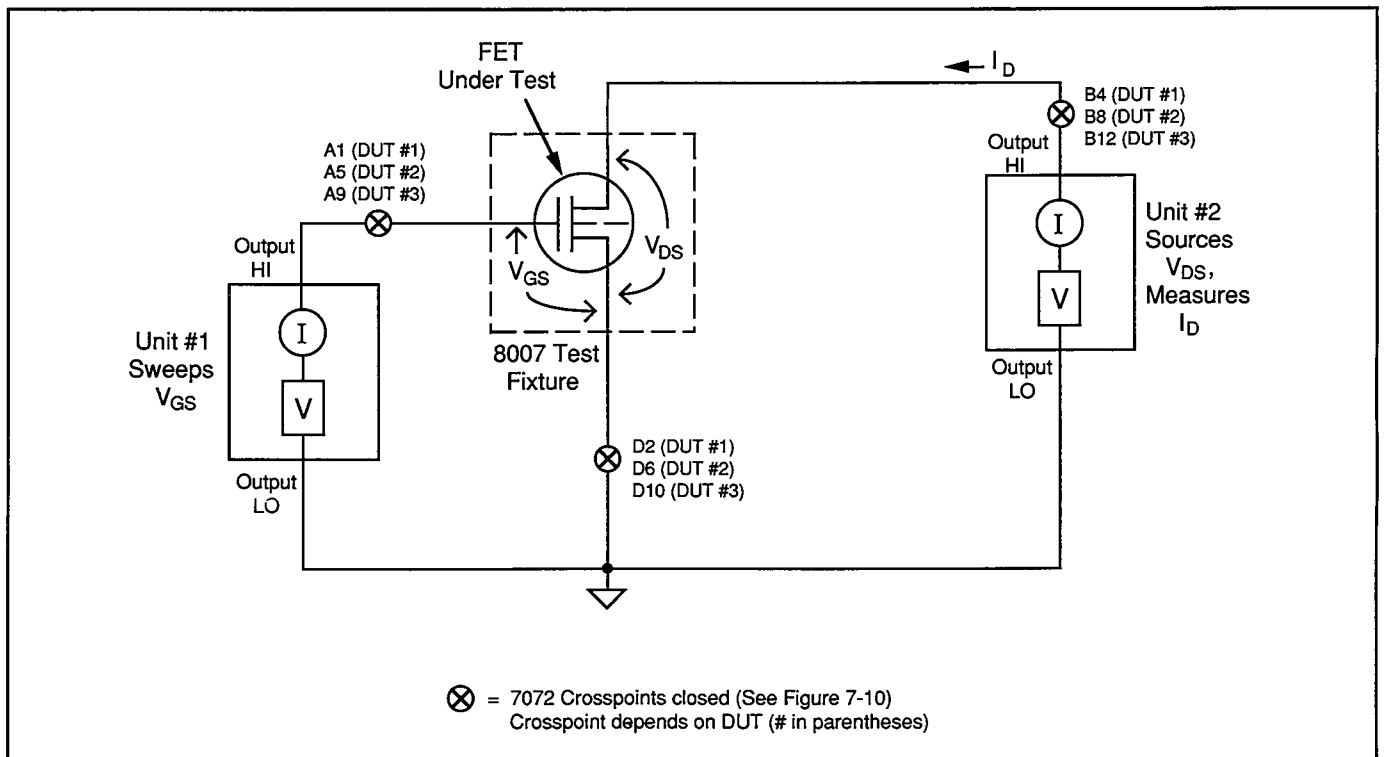 FET
Under Test
I_D
B4 (DUT #1)
B8 (DUT #2)
B12 (DUT #3)
Output
HI
A1 (DUT #1)
A5 (DUT #2)
A9 (DUT #3)
Output
HI
V_GS
V_DS
I
V
Unit #2
Sources
V_DS,
Measures
I_D
Unit #1
Sweeps
V_GS
I
V
8007 Test
Fixture
Output
LO
D2 (DUT #1)
D6 (DUT #2)
D10 (DUT #3)
Output
LO
= 7072 Crosspoints closed (See Figure 7-10)
Crosspoint depends on DUT (# in parentheses)